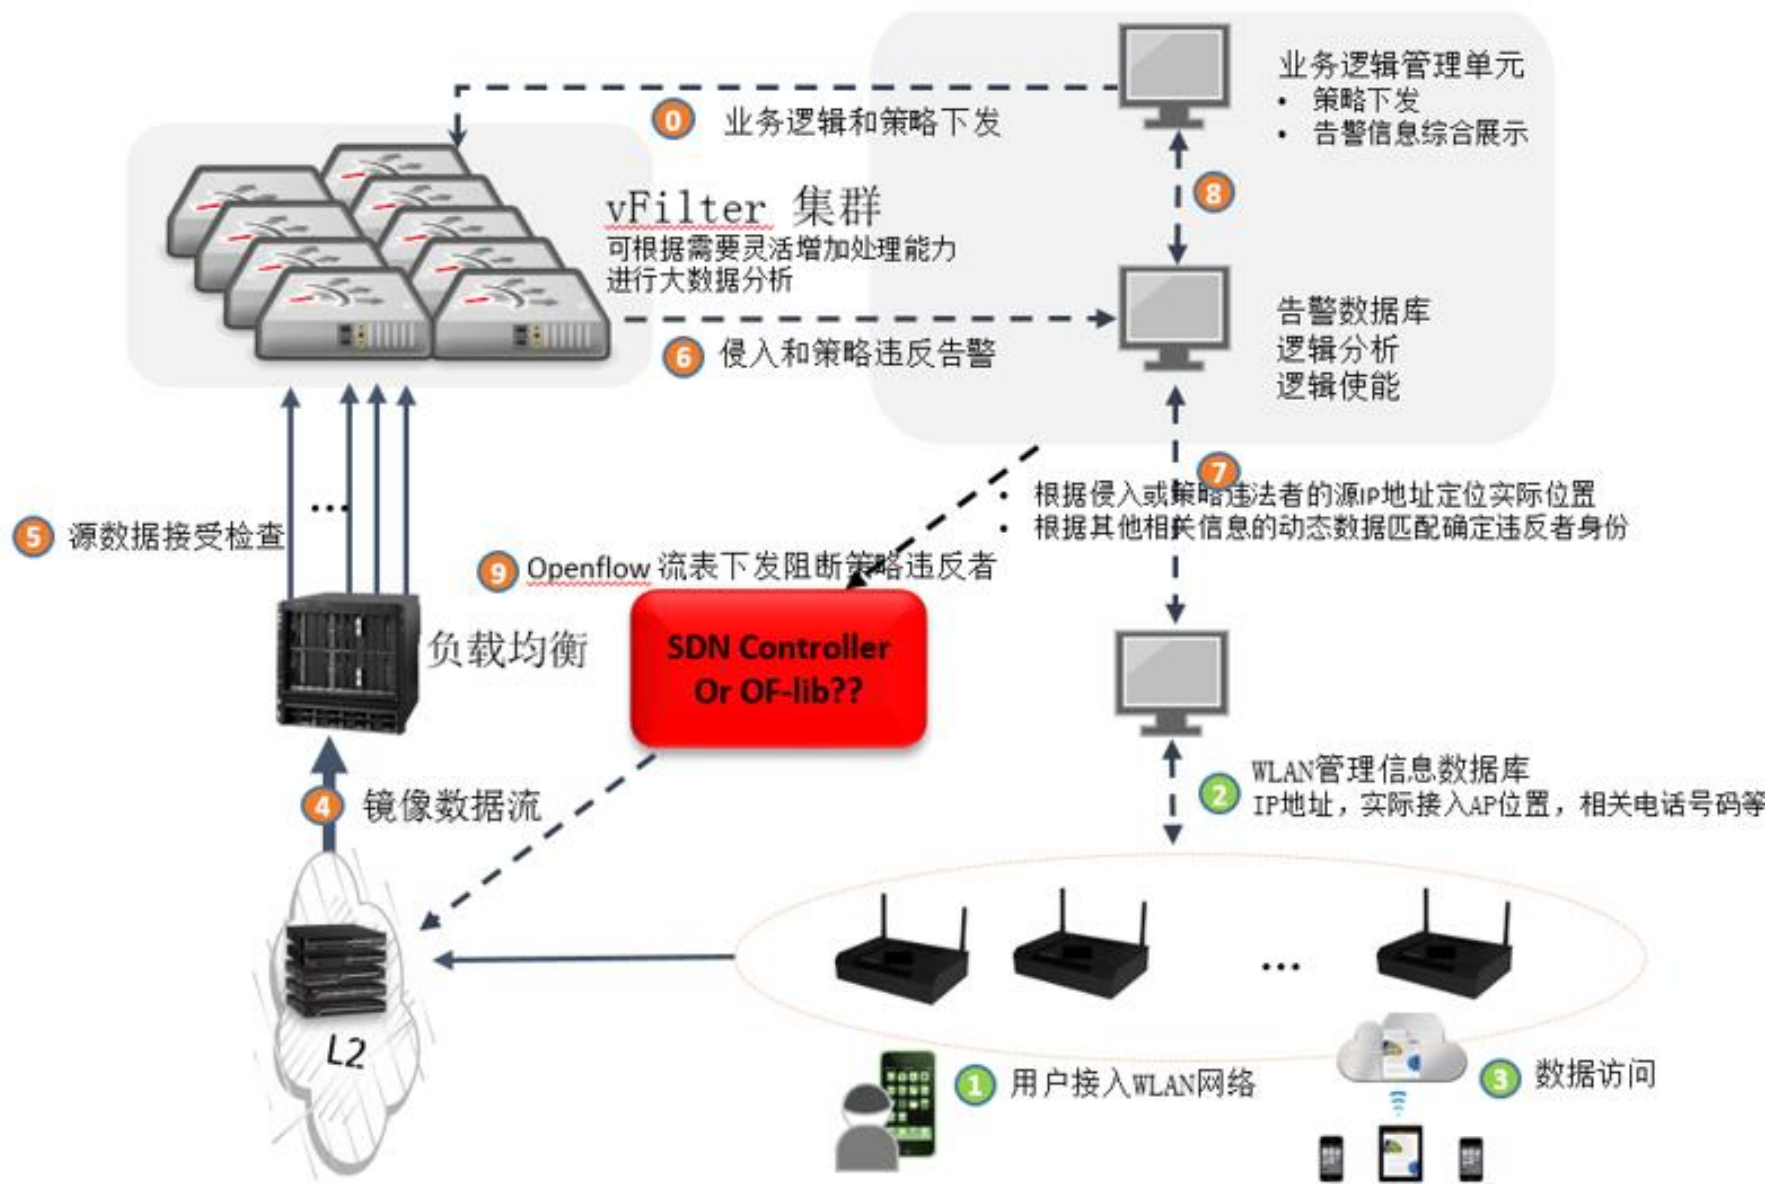 业务逻辑管理单元
• 策略下发
• 告警信息综合展示
0 业务逻辑和策略下发
8
vFilter 集群
可根据需要灵活增加处理能力
进行大数据分析
告警数据库
逻辑分析
逻辑使能
6 侵入和策略违反告警
7
• 根据侵入或策略违法者的源IP地址定位实际位置
• 根据其他相关信息的动态数据匹配确定违反者身份
...
5 源数据接受检查
9 Openflow 流表下发阻断策略违反者
负载均衡
SDN Controller
Or OF-lib??
4 镜像数据流
2 WLAN管理信息数据库
IP地址，实际接入AP位置，相关电话号码等
...
L2
1 用户接入WLAN网络
3 数据访问